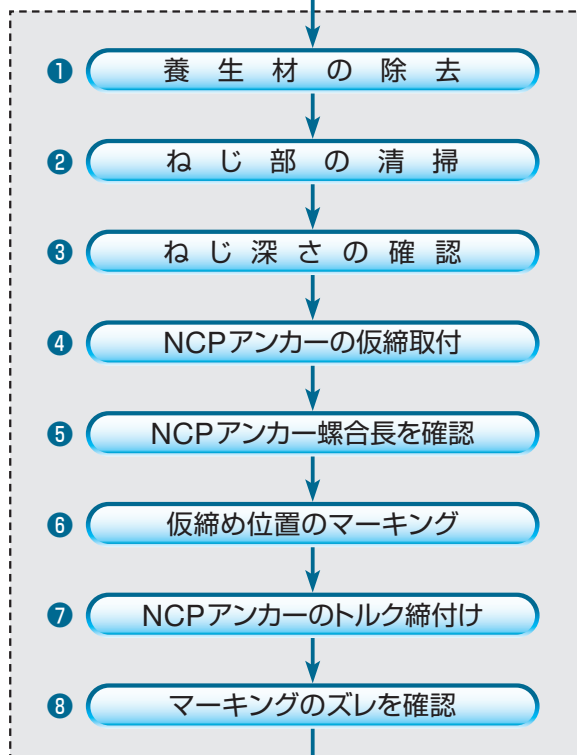 ❶ 養生材の除去
❷ ねじ部の清掃
❸ ねじ深さの確認
❹ NCPアンカーの仮締取付
❺ NCPアンカー螺合長を確認
❻ 仮締め位置のマーキング
❼ NCPアンカーのトルク締付け
❽ マーキングのズレを確認